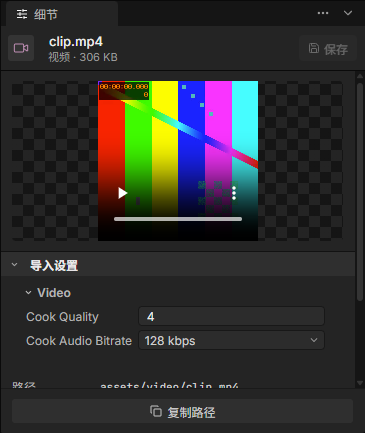 细节
clip.mp4
视频 · 306 KB
保存
00:00:00.000
0
导入设置
Video
Cook Quality 4
Cook Audio Bitrate 128 kbps
路径 assets/video/clip.mp4
复制路径